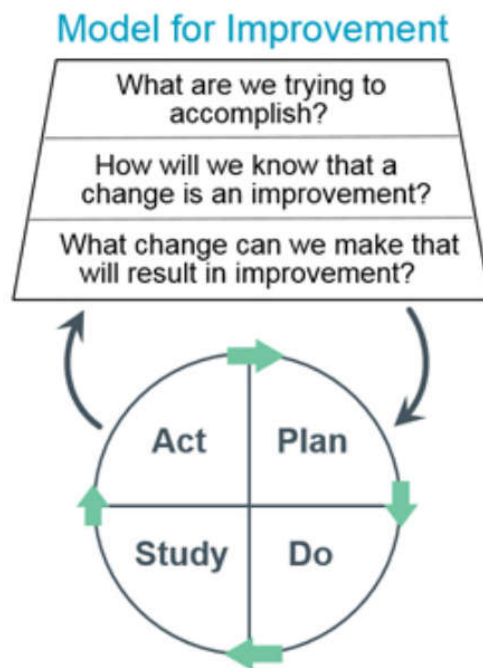 Model for Improvement
What are we trying to
accomplish?
How will we know that a
change is an improvement?
What change can we make that
will result in improvement?
Act
Plan
Study
Do